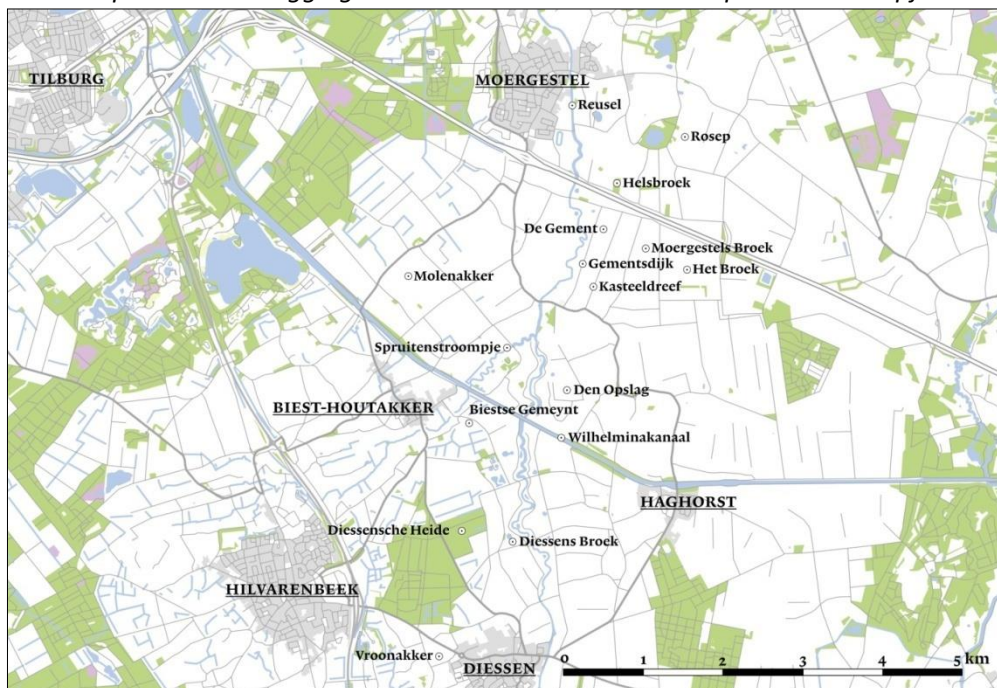 TILBURG
MOERGESTEL
Reusel
Rosep
Helsbroek
De Gement
Moergestels Broek
Gementsdijk
Het Broek
Molenakker
Kasteeldreef
Spruitenstroompje
Den Opslag
BIEST-HOUTAKKER
Biestse Gemeynt
Wilhelminakanaal
HAGHORST
Diessensche Heide
Diessens Broek
HILVARENBEEK
Vroonakker
DIESSEN
0 1 2 3 4 5 km